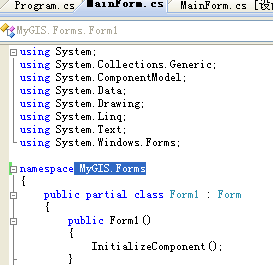 Program.cs MainForm.cs MainForm.cs [设
MyGIS.Forms.Form1
using System;
using System.Collections.Generic;
using System.ComponentModel;
using System.Data;
using System.Drawing;
using System.Linq;
using System.Text;
using System.Windows.Forms;
namespace MyGIS.Forms
{
public partial class Form1 : Form
{
public Form1()
{
InitializeComponent();
}